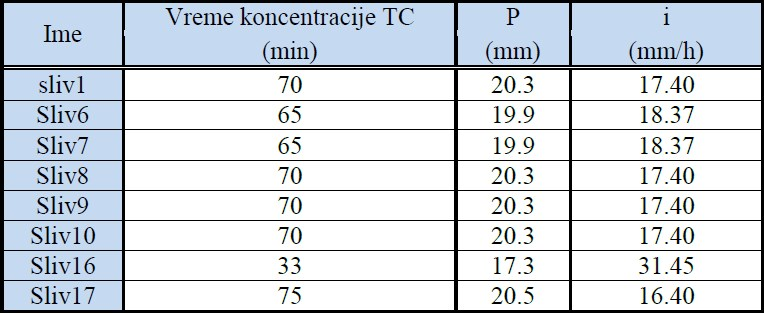 Ime Vreme koncentracije TC (min) P (mm) i (mm/h)
sliv1 70 20.3 17.40
Sliv6 65 19.9 18.37
Sliv7 65 19.9 18.37
Sliv8 70 20.3 17.40
Sliv9 70 20.3 17.40
Sliv10 70 20.3 17.40
Sliv16 33 17.3 31.45
Sliv17 75 20.5 16.40